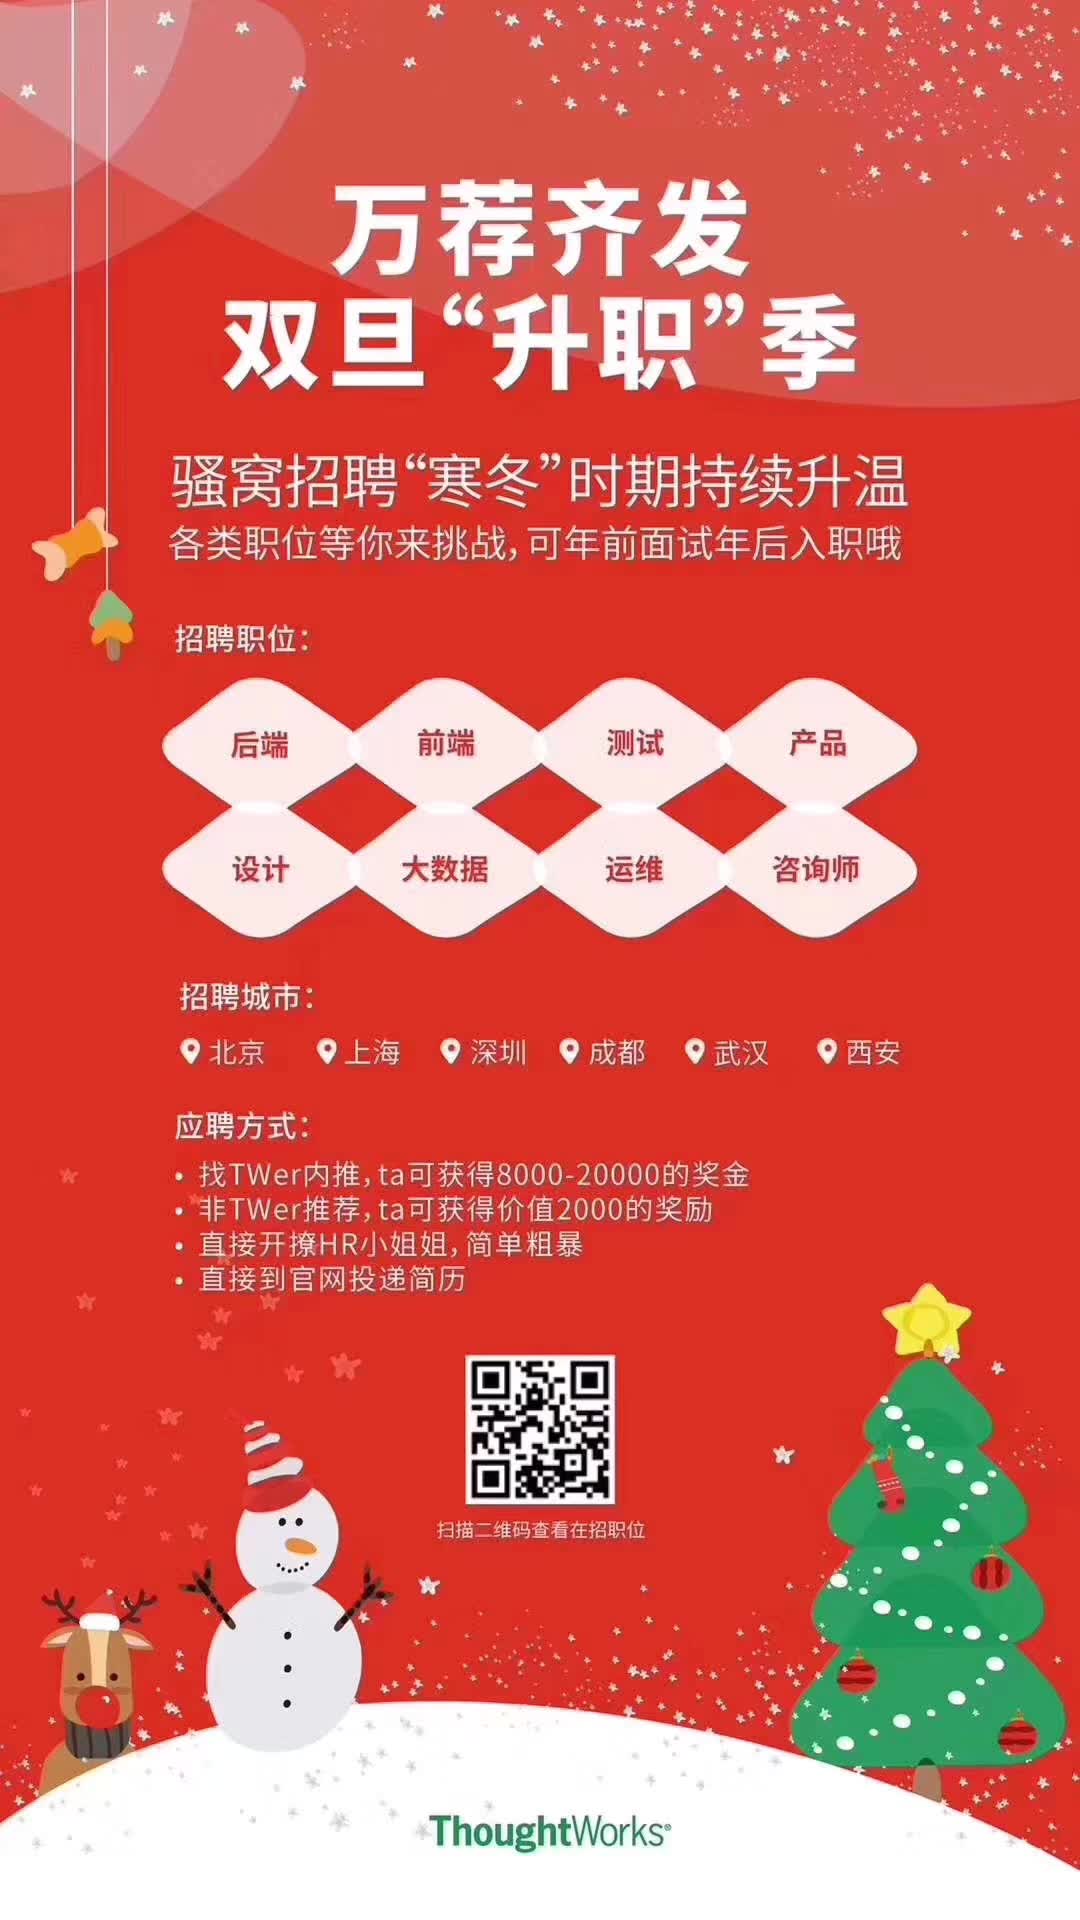 万荐齐发
双旦“升职”季
骚窝招聘“寒冬”时期持续升温
各类职位等你来挑战，可年前面试年后入职哦
招聘职位：
后端 前端 测试 产品
设计 大数据 运维 咨询师
招聘城市：
北京 上海 深圳 成都 武汉 西安
应聘方式：
• 找TWer内推，ta可获得8000-20000的奖金
• 非TWer推荐，ta可获得价值2000的奖励
• 直接开撩HR小姐姐，简单粗暴
• 直接到官网投递简历
扫描二维码查看在招职位
ThoughtWorks®